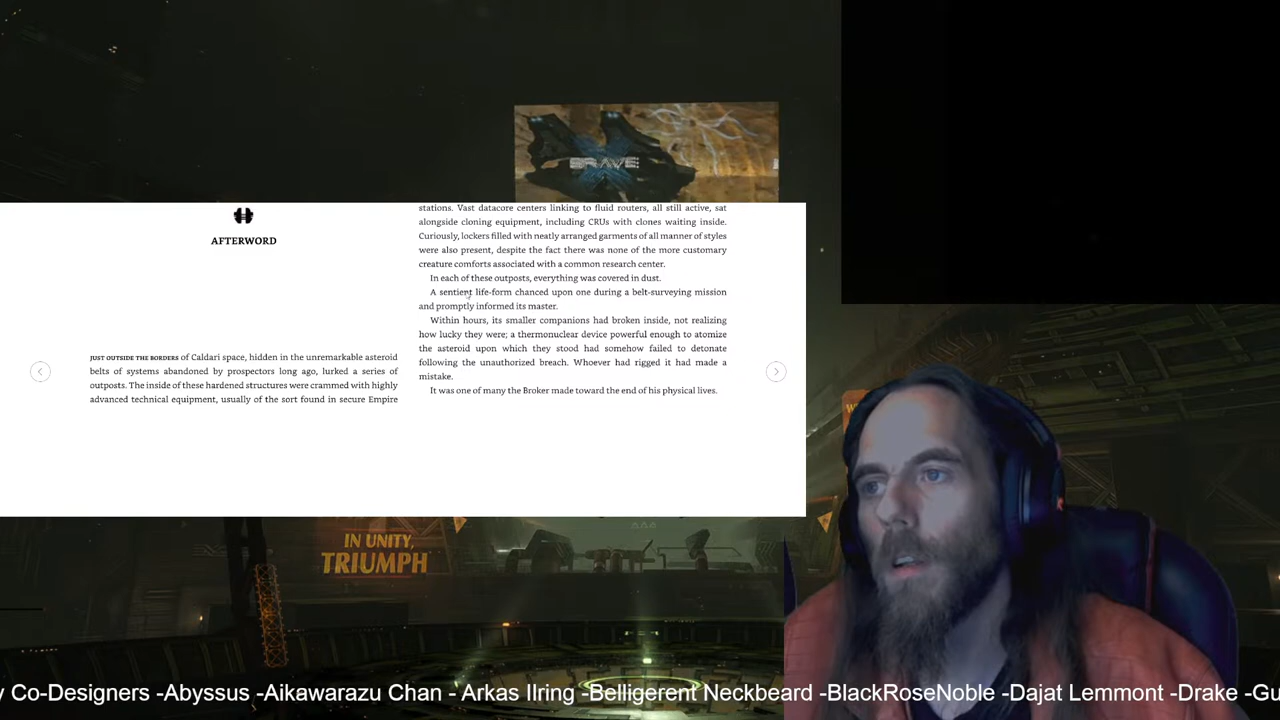 BRAVE
AFTERWORD
JUST OUTSIDE THE BORDERS of Caldari space, hidden in the unremarkable asteroid
belts of systems abandoned by prospectors long ago, lurked a series of
outposts. The inside of these hardened structures were crammed with highly
advanced technical equipment, usually of the sort found in secure Empire
stations. Vast datacore centers linking to fluid routers, all still active, sat
alongside cloning equipment, including CRUs with clones waiting inside.
Curiously, lockers filled with neatly arranged garments of all manner of styles
were also present, despite the fact there was none of the more customary
creature comforts associated with a common research center.
In each of these outposts, everything was covered in dust.
A sentient life-form chanced upon one during a belt-surveying mission
and promptly informed its master.
Within hours, its smaller companions had broken inside, not realizing
how lucky they were; a thermonuclear device powerful enough to atomize
the asteroid upon which they stood had somehow failed to detonate
following the unauthorized breach. Whoever had rigged it had made a
mistake.
It was one of many the Broker made toward the end of his physical lives.
IN UNITY,
TRIUMPH
y Co-Designers -Abyssus -Aikawarazu Chan - Arkas Ilring -Belligerent Neckbeard -BlackRoseNoble -Dajat Lemmont -Drake -Gu